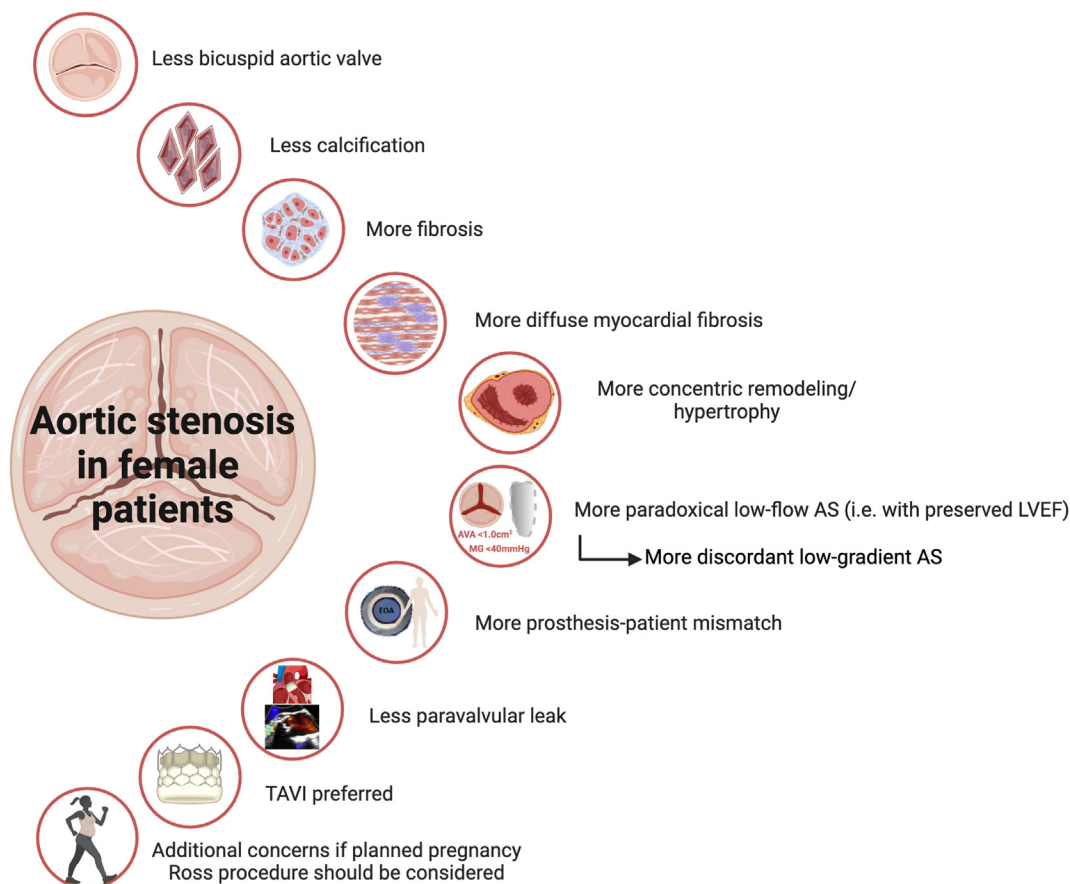 Less bicuspid aortic valve
Less calcification
More fibrosis
More diffuse myocardial fibrosis
More concentric remodeling/
hypertrophy
Aortic stenosis
in female
patients
AVA <1.0cm²
MG <40mmHg
More paradoxical low-flow AS (i.e. with preserved LVEF)
More discordant low-gradient AS
EOA
More prosthesis-patient mismatch
Less paravalvular leak
TAVI preferred
Additional concerns if planned pregnancy
Ross procedure should be considered